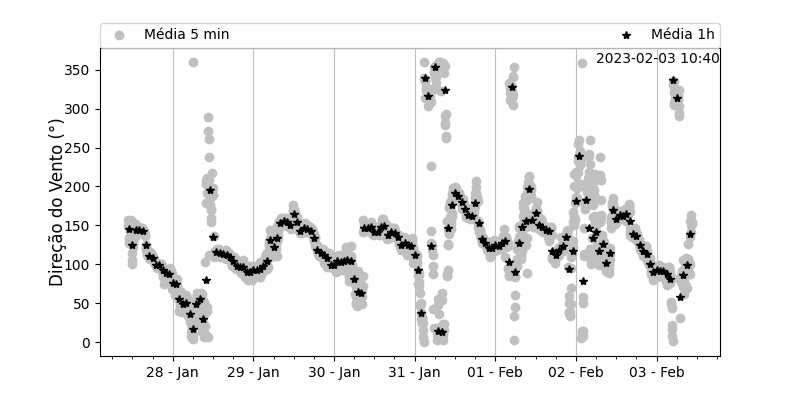 Média 5 min
Média 1h
2023-02-03 10:40
Direção do Vento (°)
350
300
250
200
150
100
50
0
28 - Jan
29 - Jan
30 - Jan
31 - Jan
01 - Feb
02 - Feb
03 - Feb